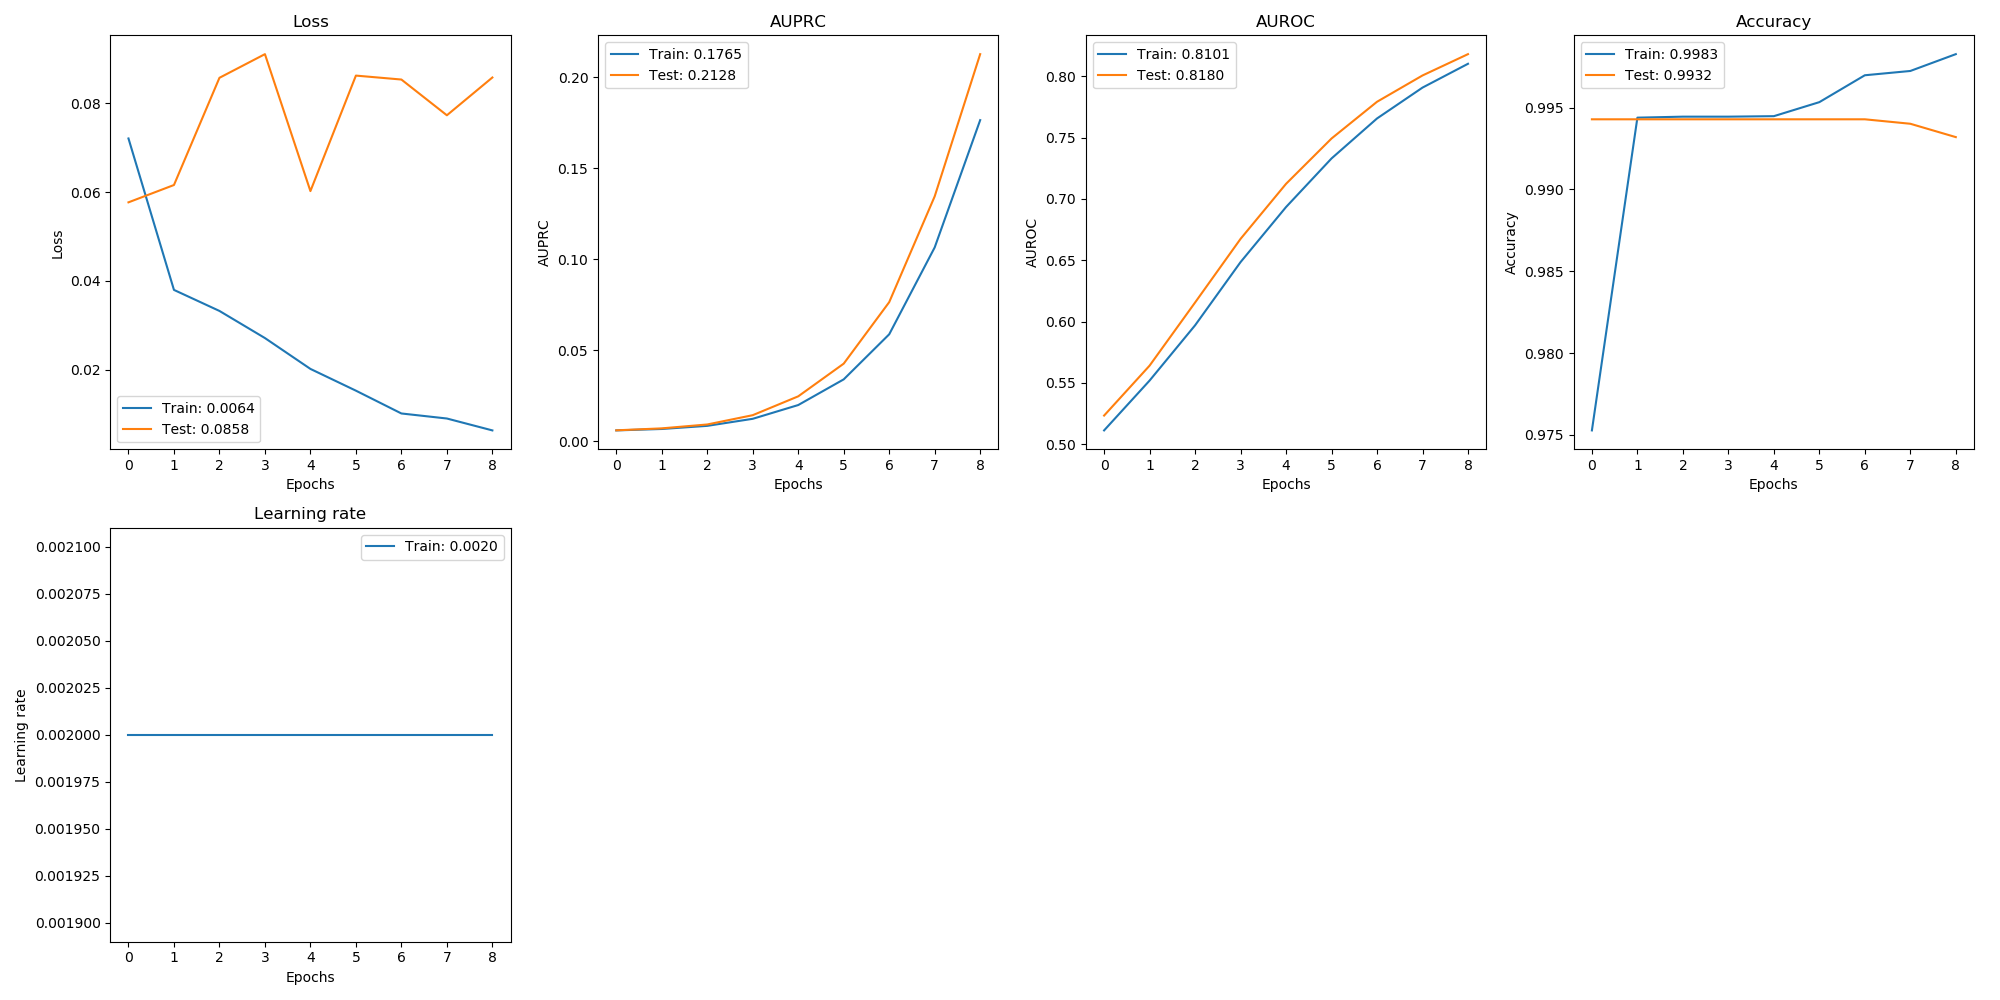 Loss
Loss
0.08
0.06
0.04
0.02
Train: 0.0064
Test: 0.0858
0 1 2 3 4 5 6 7 8
Epochs
AUPRC
AUPRC
Train: 0.1765
Test: 0.2128
0.20
0.15
0.10
0.05
0.00
0 1 2 3 4 5 6 7 8
Epochs
AUROC
AUROC
Train: 0.8101
Test: 0.8180
0.80
0.75
0.70
0.65
0.60
0.55
0.50
0 1 2 3 4 5 6 7 8
Epochs
Accuracy
Accuracy
Train: 0.9983
Test: 0.9932
0.995
0.990
0.985
0.980
0.975
0 1 2 3 4 5 6 7 8
Epochs
Learning rate
Learning rate
Train: 0.0020
0.002100
0.002075
0.002050
0.002025
0.002000
0.001975
0.001950
0.001925
0.001900
0 1 2 3 4 5 6 7 8
Epochs